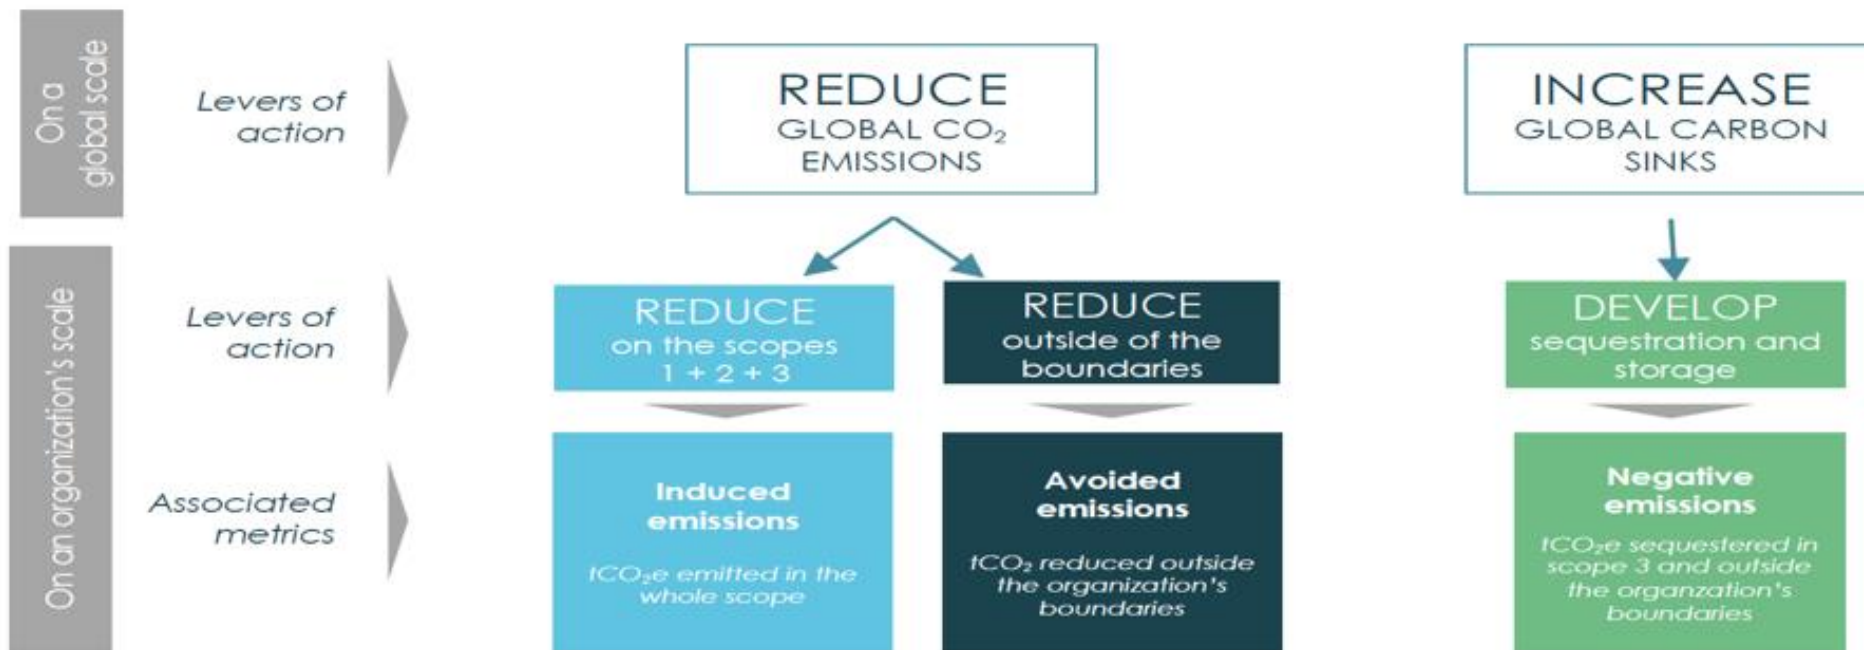 On a
global scale
Levers of
action
REDUCE
GLOBAL CO₂
EMISSIONS
INCREASE
GLOBAL CARBON
SINKS
On an organization's scale
Levers of
action
REDUCE
on the scopes
1 + 2 + 3
REDUCE
outside of the
boundaries
DEVELOP
sequestration and
storage
Associated
metrics
Induced
emissions
tCO₂e emitted in the
whole scope
Avoided
emissions
tCO₂ reduced outside
the organization's
boundaries
Negative
emissions
tCO₂e sequestered in
scope 3 and outside
the organzation's
boundaries